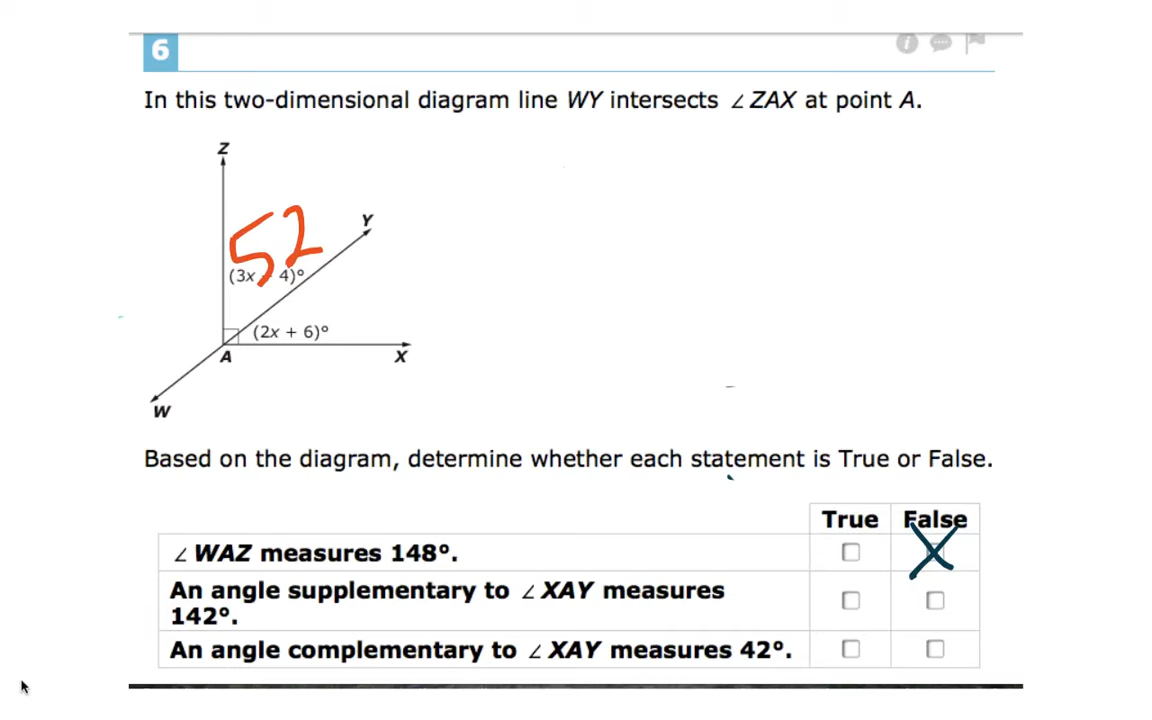 6
In this two-dimensional diagram line WY intersects ∠ZAX at point A.
Z
52
Y
(3x 4)°
(2x + 6)°
A
X
W
Based on the diagram, determine whether each statement is True or False.
True False
∠WAZ measures 148°.
An angle supplementary to ∠XAY measures
142°.
An angle complementary to ∠XAY measures 42°.